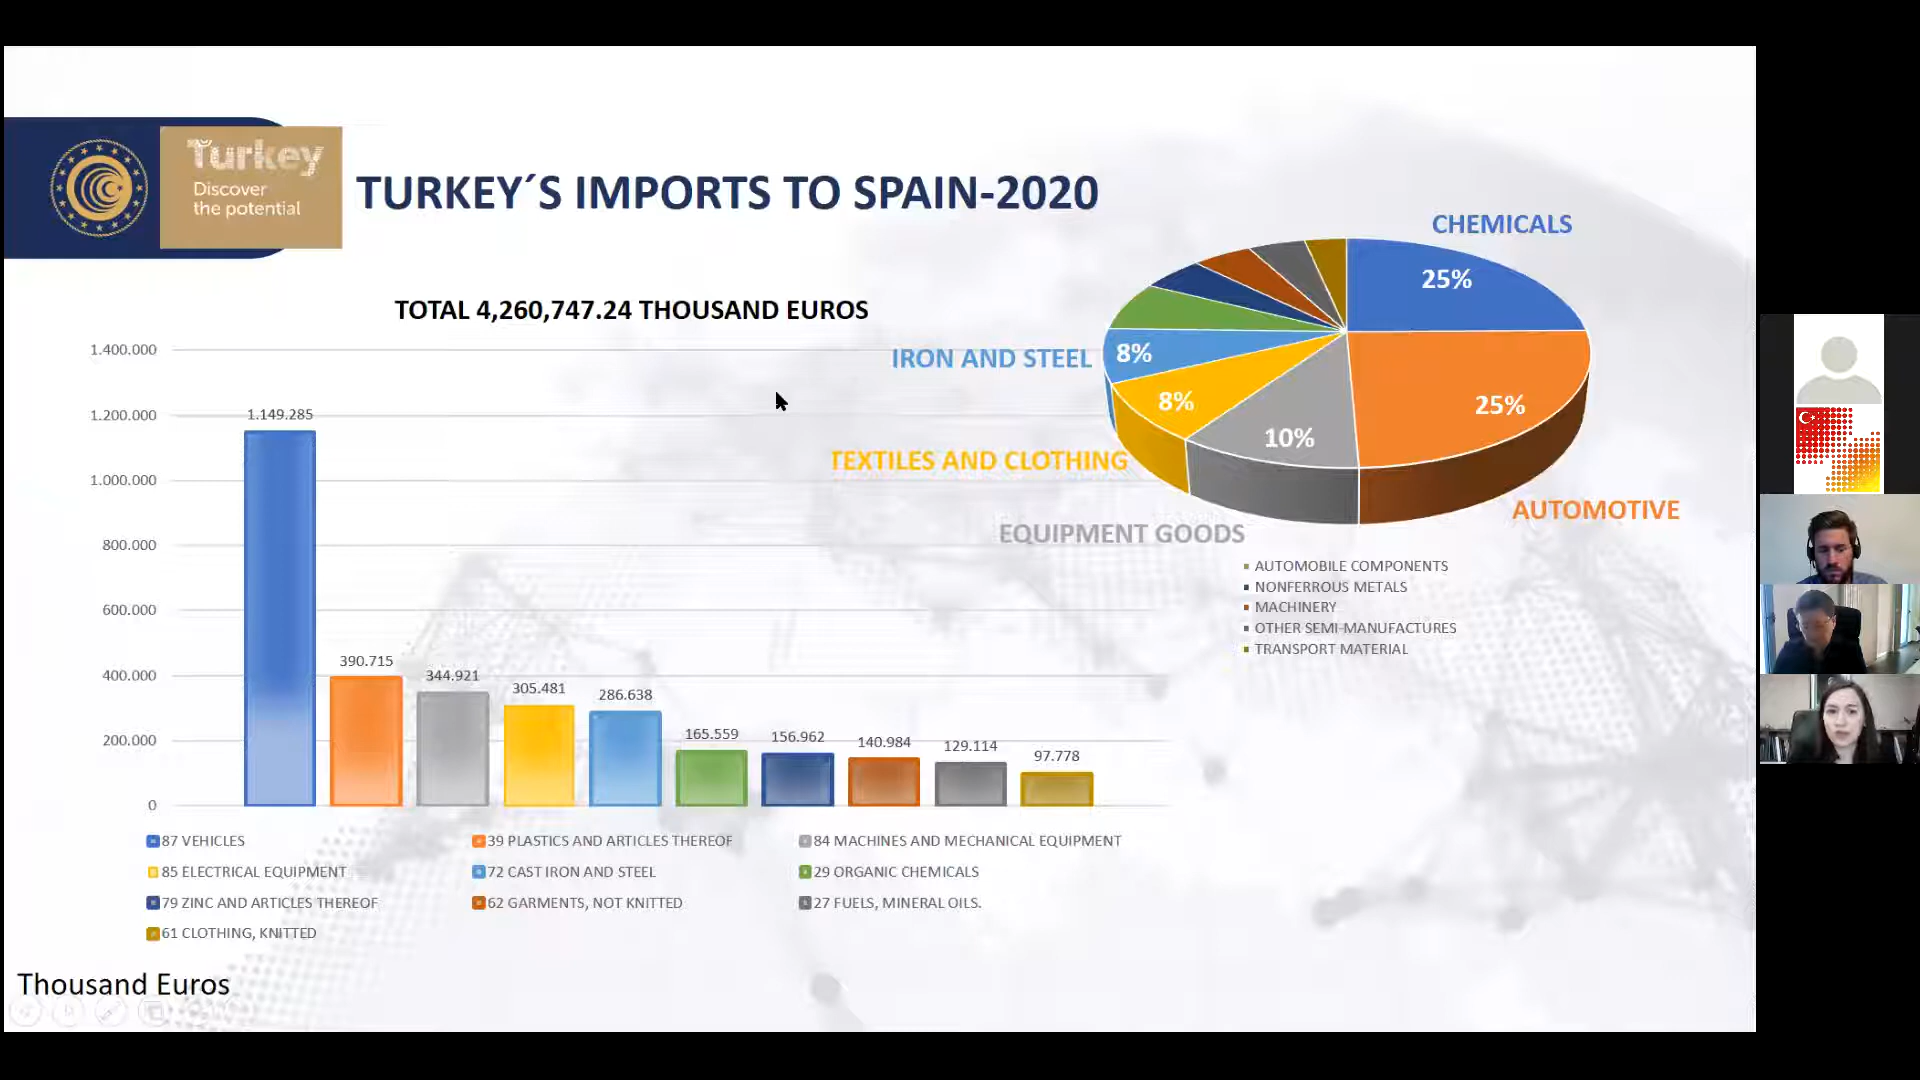 Turkey
Discover
the potential
TURKEY´S IMPORTS TO SPAIN-2020
TOTAL 4,260,747.24 THOUSAND EUROS
1.400.000
1.200.000
1.000.000
800.000
600.000
400.000
200.000
0
1.149.285
390.715
344.921
305.481
286.638
165.559
156.962
140.984
129.114
97.778
87 VEHICLES
39 PLASTICS AND ARTICLES THEREOF
84 MACHINES AND MECHANICAL EQUIPMENT
85 ELECTRICAL EQUIPMENT
72 CAST IRON AND STEEL
29 ORGANIC CHEMICALS
79 ZINC AND ARTICLES THEREOF
62 GARMENTS, NOT KNITTED
27 FUELS, MINERAL OILS.
61 CLOTHING, KNITTED
Thousand Euros
CHEMICALS
25%
IRON AND STEEL
8%
8%
25%
10%
TEXTILES AND CLOTHING
AUTOMOTIVE
EQUIPMENT GOODS
AUTOMOBILE COMPONENTS
NONFERROUS METALS
MACHINERY
OTHER SEMI-MANUFACTURES
TRANSPORT MATERIAL